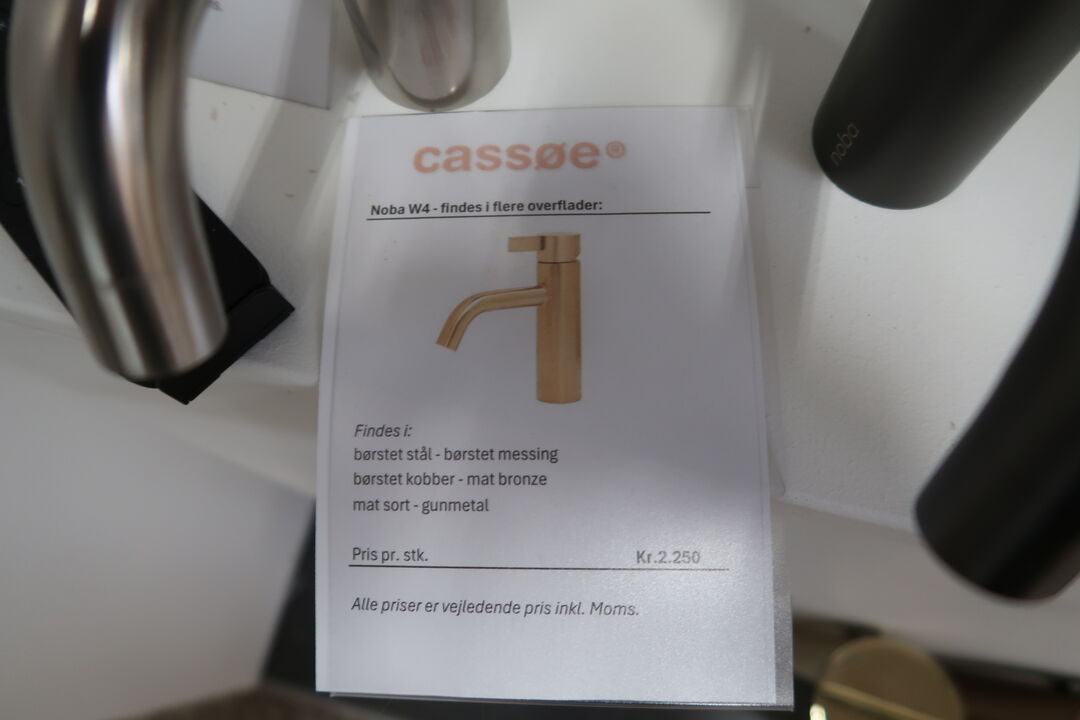 cassøe®
noba
Noba W4 - findes i flere overflader:
Findes i:
børstet stål - børstet messing
børstet kobber - mat bronze
mat sort - gunmetal
Pris pr. stk. Kr.2.250
Alle priser er vejledende pris inkl. Moms.